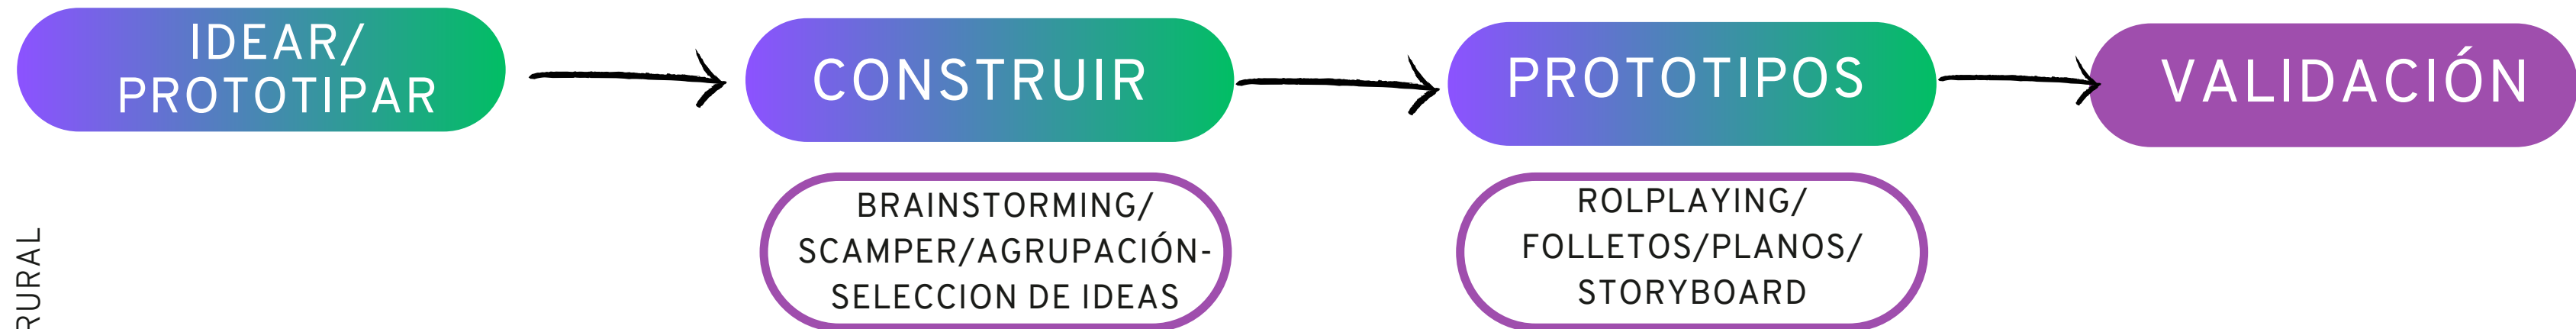 IDEAR/
PROTOTIPAR
CONSTRUIR
PROTOTIPOS
VALIDACIÓN
BRAINSTORMING/
SCAMPER/AGRUPACIÓN-
SELECCION DE IDEAS
ROLPLAYING/
FOLLETOS/PLANOS/
STORYBOARD
RURAL